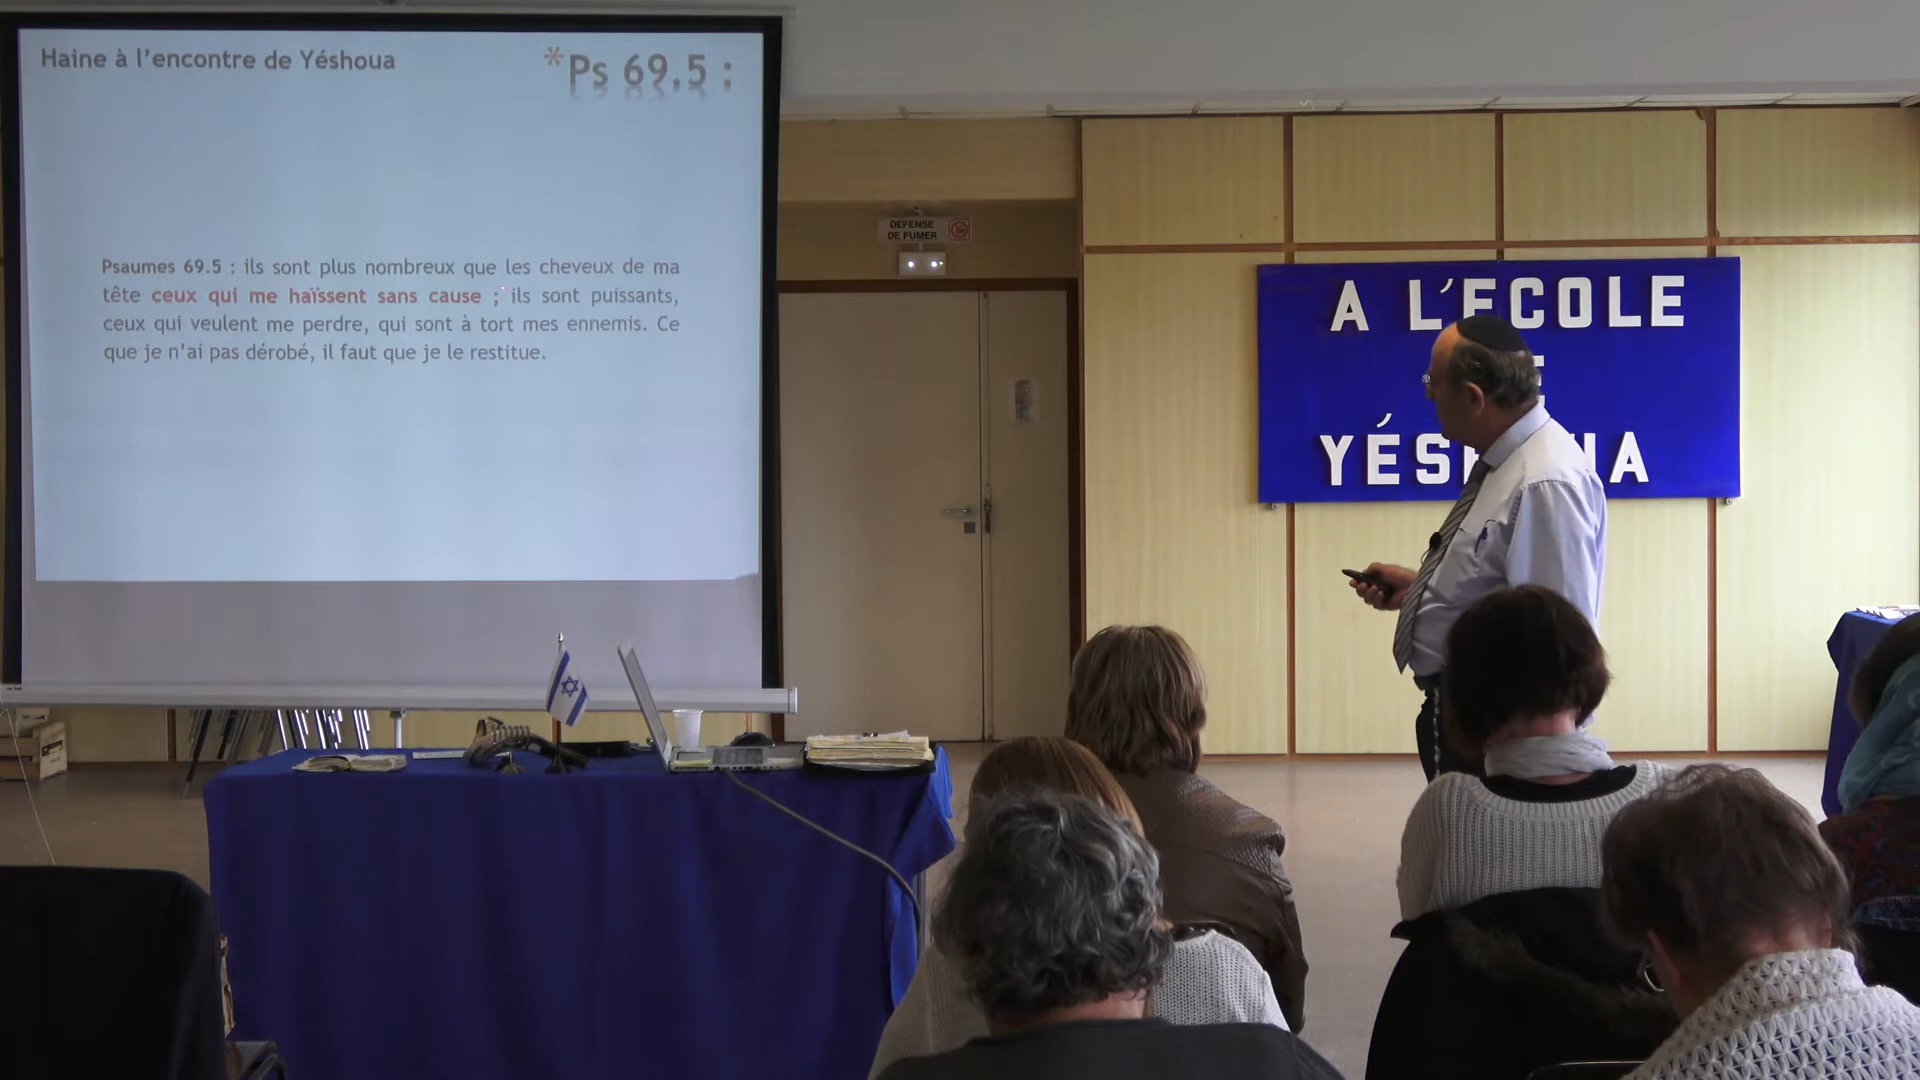 Haine à l'encontre de Yéshoua
*Ps 69.5 :
Psaumes 69.5 : ils sont plus nombreux que les cheveux de ma
tête ceux qui me haïssent sans cause ; ils sont puissants,
ceux qui veulent me perdre, qui sont à tort mes ennemis. Ce
que je n'ai pas dérobé, il faut que je le restitue.
DEFENSE
DE FUMER
A L'ECOLE